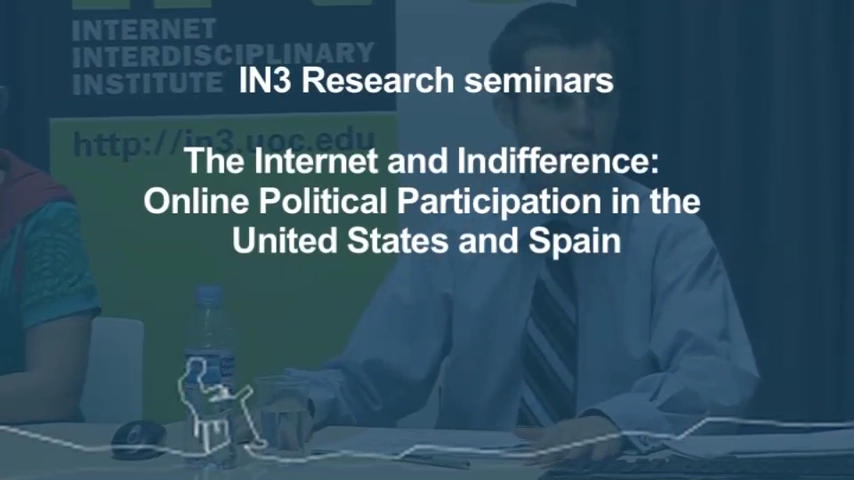 INTERNET
INTERDISCIPLINARY
INSTITUTE
IN3 Research seminars
http://in3.uoc.edu
The Internet and Indifference:
Online Political Participation in the
United States and Spain